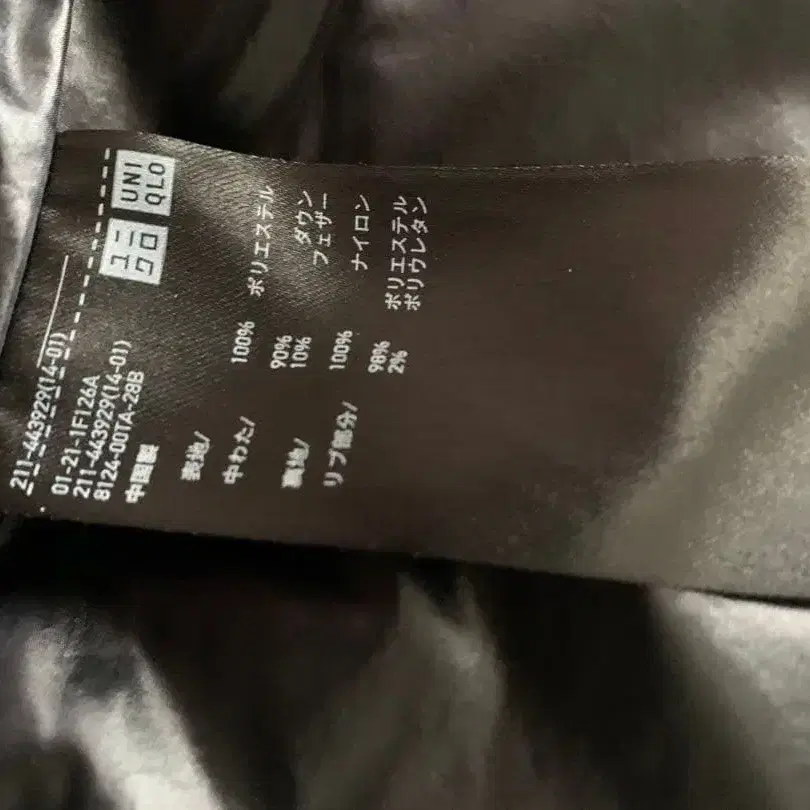 UNI
QLO
ユニ
クロ
211-443929(14-01)
01-21-1F126A
211-443929(14-01)
8124-00TA-28B
中国製
表地/ 100% ポリエステル
中わた/ 90% ダウン
10% フェザー
裏地/ 100% ナイロン
リブ部分/ 98% ポリエステル
2% ポリウレタン